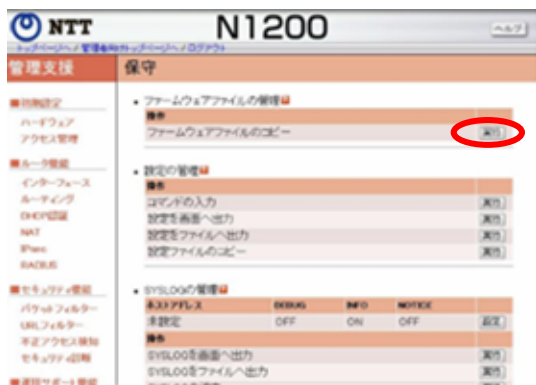 NTT
N1200
ヘルプ
トップページへ / 管理者向けトップページへ / ログアウト
管理支援
保守
■初期設定
ハードウェア
アクセス管理
■ルータ機能
インターフェース
ルーティング
DHCP認証
NAT
IPsec
RADIUS
■セキュリティ機能
パケットフィルター
URLフィルター
不正アクセス検知
セキュリティ診断
■運用サポート機能
・ファームウェアファイルの管理
操作
ファームウェアファイルのコピー 実行
・設定の管理
操作
コマンドの入力 実行
設定を画面へ出力 実行
設定をファイルへ出力 実行
設定ファイルのコピー 実行
・SYSLOGの管理
ホストアドレス DEBUG INFO NOTICE
未設定 OFF ON OFF 設定
操作
SYSLOGを画面へ出力 実行
SYSLOGをファイルへ出力 実行